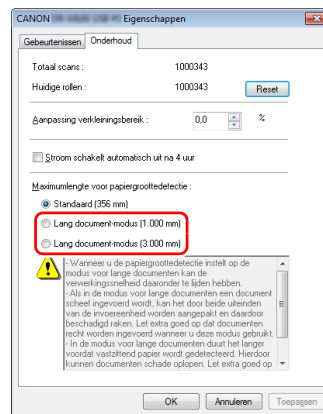 CANON Eigenschappen
Gebeurtenissen Onderhoud
Totaal scans : 1000343
Huidige rollen : 1000343 Reset
Aanpassing verkleiningsbereik : 0,0 %
Stroom schakelt automatisch uit na 4 uur
Maximumlengte voor papiergroottedetectie :
Standaard (356 mm)
Lang document-modus (1.000 mm)
Lang document-modus (3.000 mm)
- Wanneer u de papiergroottedetectie instelt op de
modus voor lange documenten kan de
verwerkingssnelheid daaronder te lijden hebben.
- Als in de modus voor lange documenten een document
scheef ingevoerd wordt, kan het door beide uiteinden
van de invoereenheid worden aangepakt en daardoor
beschadigd raken. Let extra goed op dat documenten
recht worden ingevoerd wanneer u deze modus gebruikt.
- In de modus voor lange documenten duurt het langer
voordat vastzittend papier wordt gedetecteerd. Hierdoor
kunnen documenten schade oplopen. Let extra goed op
OK Annuleren Toepassen